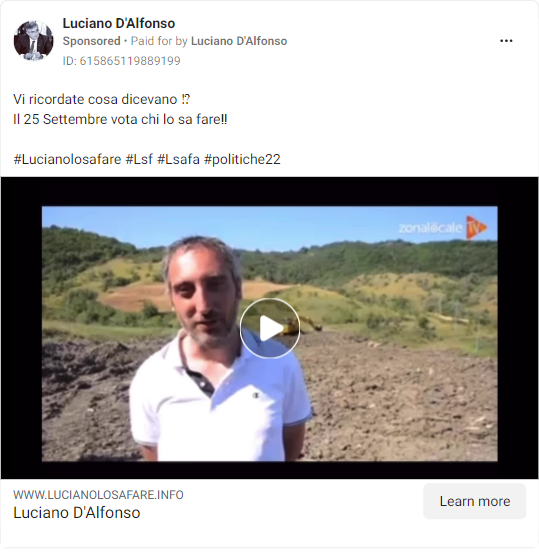 Luciano D'Alfonso
Sponsored • Paid for by Luciano D'Alfonso
ID: 615865119889199
Vi ricordate cosa dicevano !?
Il 25 Settembre vota chi lo sa fare!!
#Lucianolosafare #Lsf #Lsafa #politiche22
zonalocale TV
WWW.LUCIANOLOSAFARE.INFO
Luciano D'Alfonso
Learn more